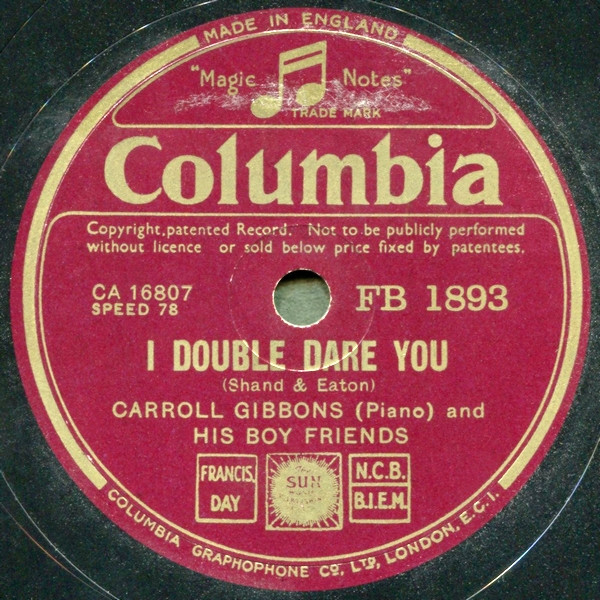 MADE IN ENGLAND
"Magic Notes"
TRADE MARK
Columbia
Copyright, patented Record. Not to be publicly performed
without licence or sold below price fixed by patentees.
CA 16807
SPEED 78
FB 1893
I DOUBLE DARE YOU
(Shand & Eaton)
CARROLL GIBBONS (Piano) and
HIS BOY FRIENDS
FRANCIS,
DAY
SUN
N.C.B.
B.I.E.M.
COLUMBIA GRAPHOPHONE CO. LTD, LONDON, E.C.1.